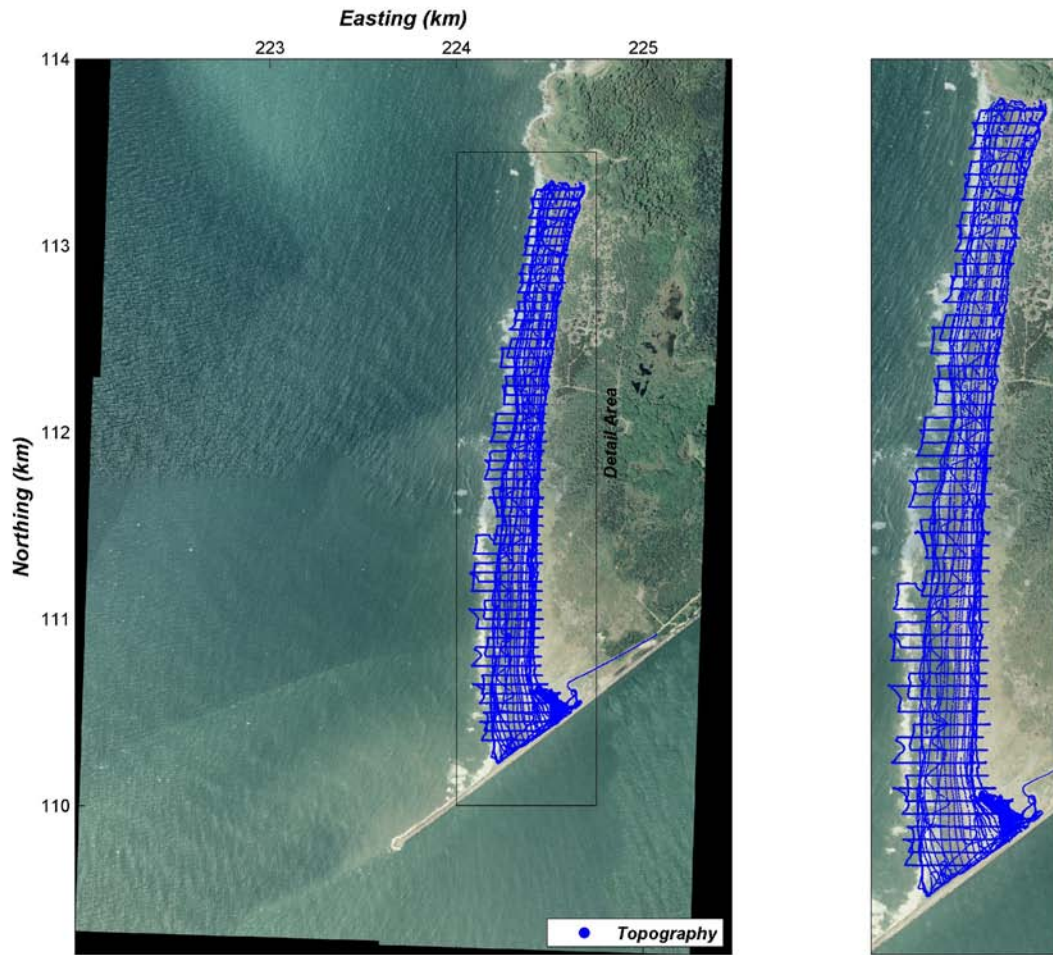 Easting (km)
223
224
225
114
113
112
111
110
Northing (km)
Detail Area
Topography